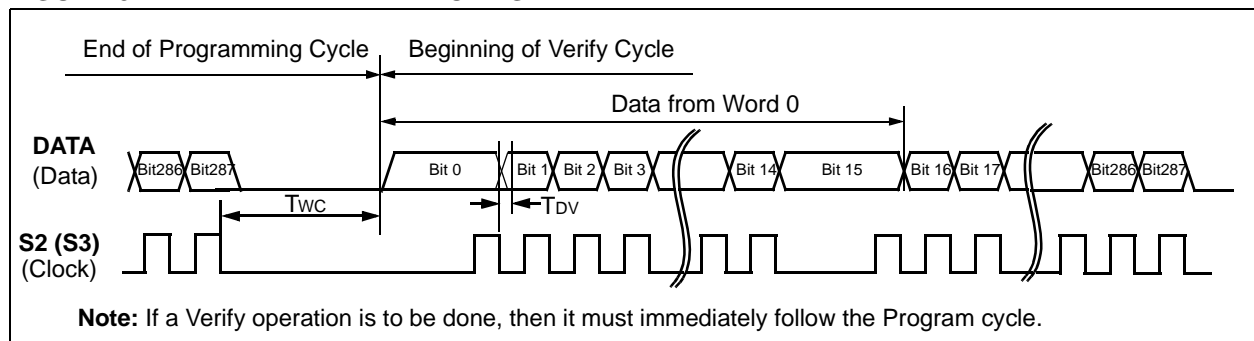 End of Programming Cycle
Beginning of Verify Cycle
Data from Word 0
DATA
(Data)
Bit286 Bit287 Bit 0 Bit 1 Bit 2 Bit 3 Bit 14 Bit 15 Bit 16 Bit 17 Bit286 Bit287
TWC
TDV
S2 (S3)
(Clock)
Note: If a Verify operation is to be done, then it must immediately follow the Program cycle.